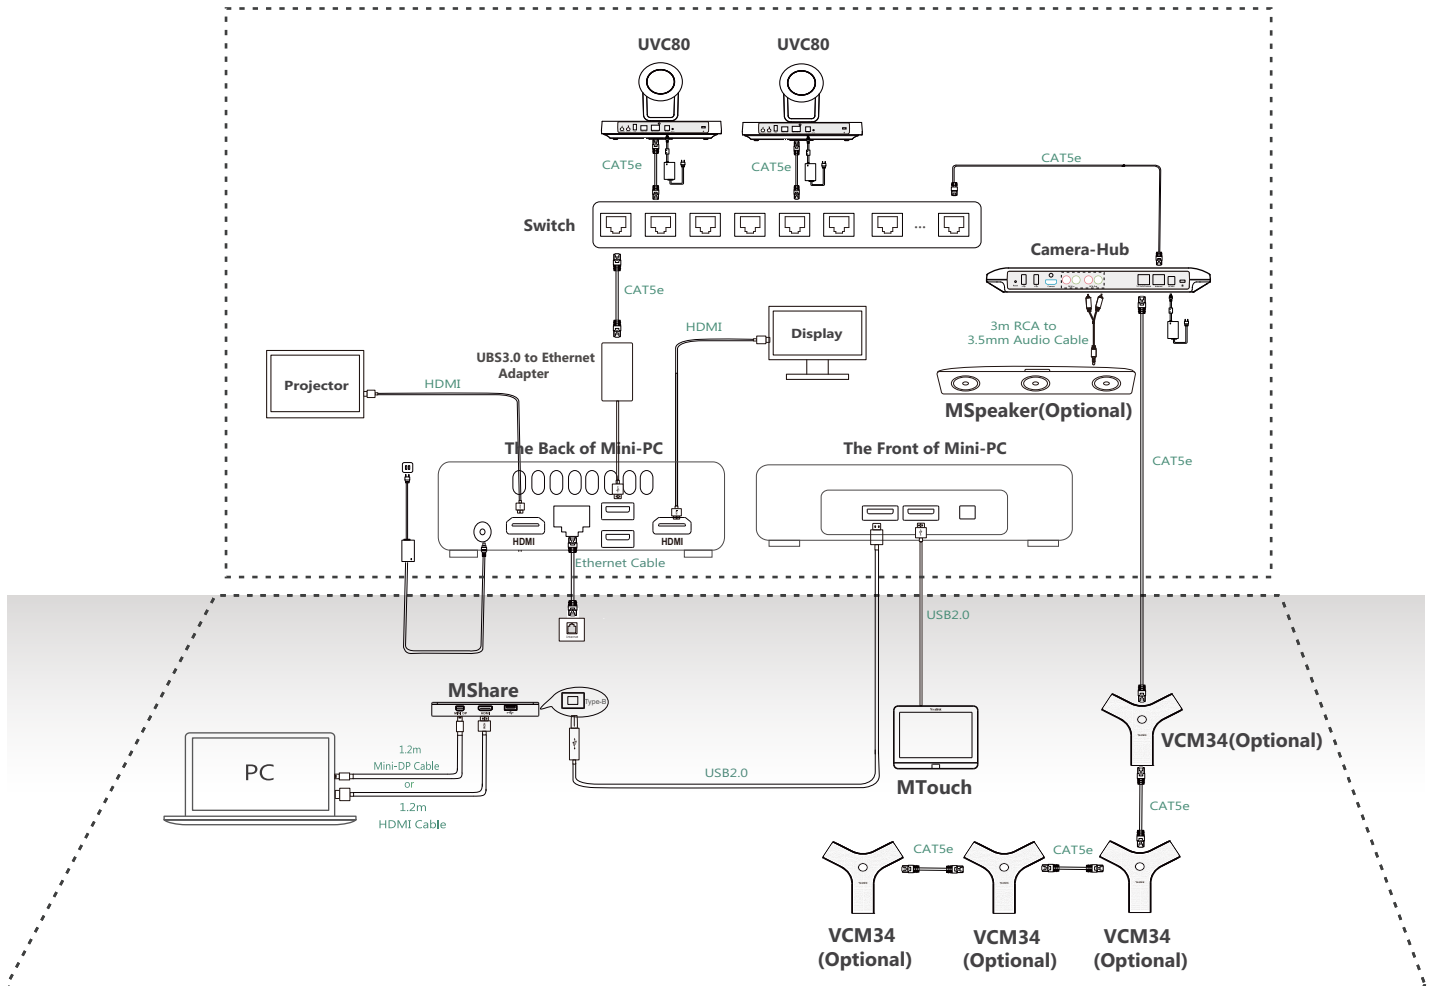 UVC80
UVC80
CAT5e
CAT5e
CAT5e
Switch
...
Camera-Hub
CAT5e
HDMI
Display
3m RCA to
3.5mm Audio Cable
UBS3.0 to Ethernet
Adapter
Projector
HDMI
MSpeaker(Optional)
The Back of Mini-PC
The Front of Mini-PC
CAT5e
HDMI
HDMI
Ethernet Cable
USB2.0
MShare
Type-B
MINI DP
HDMI
VCM34(Optional)
PC
1.2m
Mini-DP Cable
or
1.2m
HDMI Cable
USB2.0
MTouch
CAT5e
CAT5e
CAT5e
VCM34
(Optional)
VCM34
(Optional)
VCM34
(Optional)